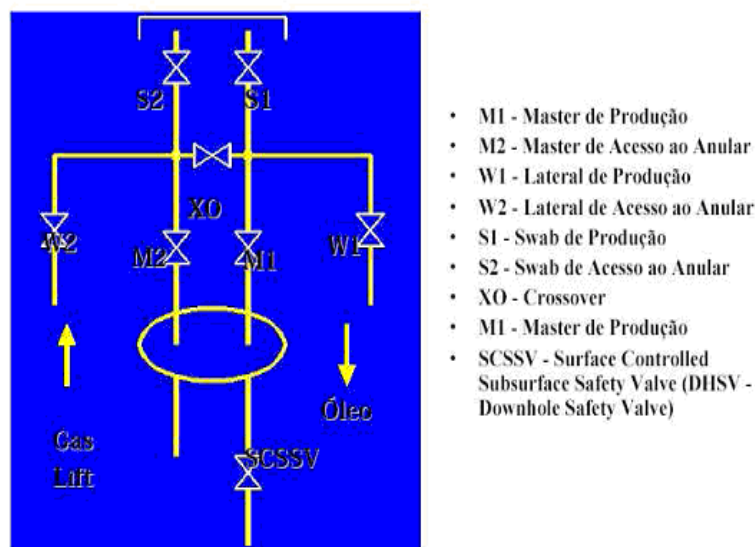 S2
S1
XO
W2
M2
M1
W1
Gas
Lift
Óleo
SCSSV
• M1 - Master de Produção
• M2 - Master de Acesso ao Anular
• W1 - Lateral de Produção
• W2 - Lateral de Acesso ao Anular
• S1 - Swab de Produção
• S2 - Swab de Acesso ao Anular
• XO - Crossover
• M1 - Master de Produção
• SCSSV - Surface Controlled
Subsurface Safety Valve (DHSV -
Downhole Safety Valve)